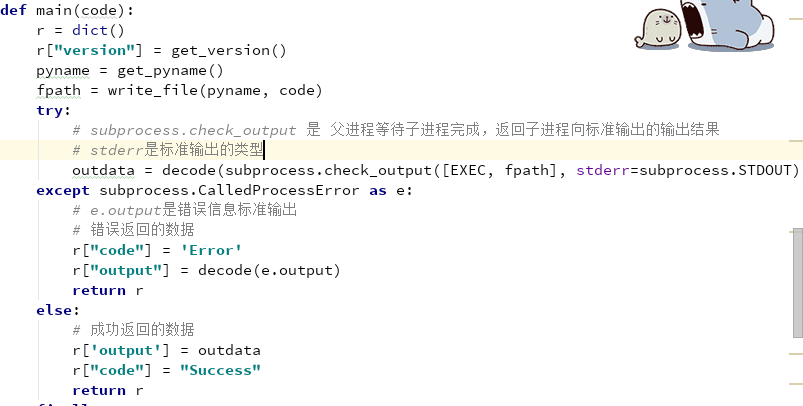 def main(code):
    r = dict()
    r["version"] = get_version()
    pyname = get_pyname()
    fpath = write_file(pyname, code)
    try:
        # subprocess.check_output 是 父进程等待子进程完成，返回子进程向标准输出的输出结果
        # stderr是标准输出的类型
        outdata = decode(subprocess.check_output([EXEC, fpath], stderr=subprocess.STDOUT)
    except subprocess.CalledProcessError as e:
        # e.output是错误信息标准输出
        # 错误返回的数据
        r["code"] = 'Error'
        r["output"] = decode(e.output)
        return r
    else:
        # 成功返回的数据
        r['output'] = outdata
        r["code"] = "Success"
        return r